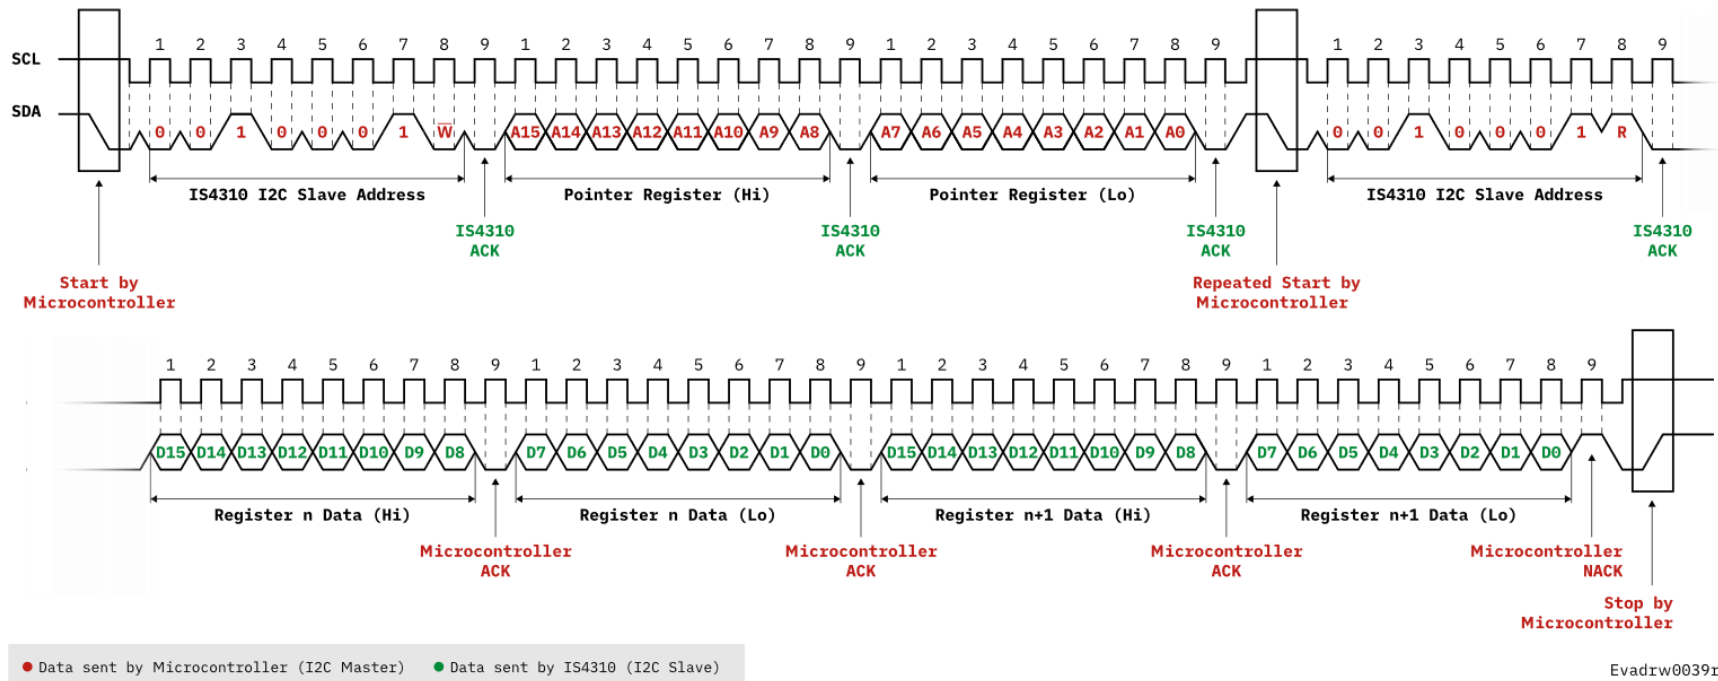 1 2 3 4 5 6 7 8 9 1 2 3 4 5 6 7 8 9 1 2 3 4 5 6 7 8 9 1 2 3 4 5 6 7 8 9
SCL
SDA
0 0 1 0 0 0 1 W̅ A15 A14 A13 A12 A11 A10 A9 A8 A7 A6 A5 A4 A3 A2 A1 A0 0 0 1 0 0 0 1 R
IS4310 I2C Slave Address Pointer Register (Hi) Pointer Register (Lo) IS4310 I2C Slave Address
IS4310 IS4310 IS4310 IS4310
ACK ACK ACK ACK
Start by Repeated Start by
Microcontroller Microcontroller
1 2 3 4 5 6 7 8 9 1 2 3 4 5 6 7 8 9 1 2 3 4 5 6 7 8 9 1 2 3 4 5 6 7 8 9
D15 D14 D13 D12 D11 D10 D9 D8 D7 D6 D5 D4 D3 D2 D1 D0 D15 D14 D13 D12 D11 D10 D9 D8 D7 D6 D5 D4 D3 D2 D1 D0
Register n Data (Hi) Register n Data (Lo) Register n+1 Data (Hi) Register n+1 Data (Lo)
Microcontroller Microcontroller Microcontroller Microcontroller
ACK ACK ACK NACK
Stop by
Microcontroller
Data sent by Microcontroller (I2C Master) Data sent by IS4310 (I2C Slave)
Evadrw0039r